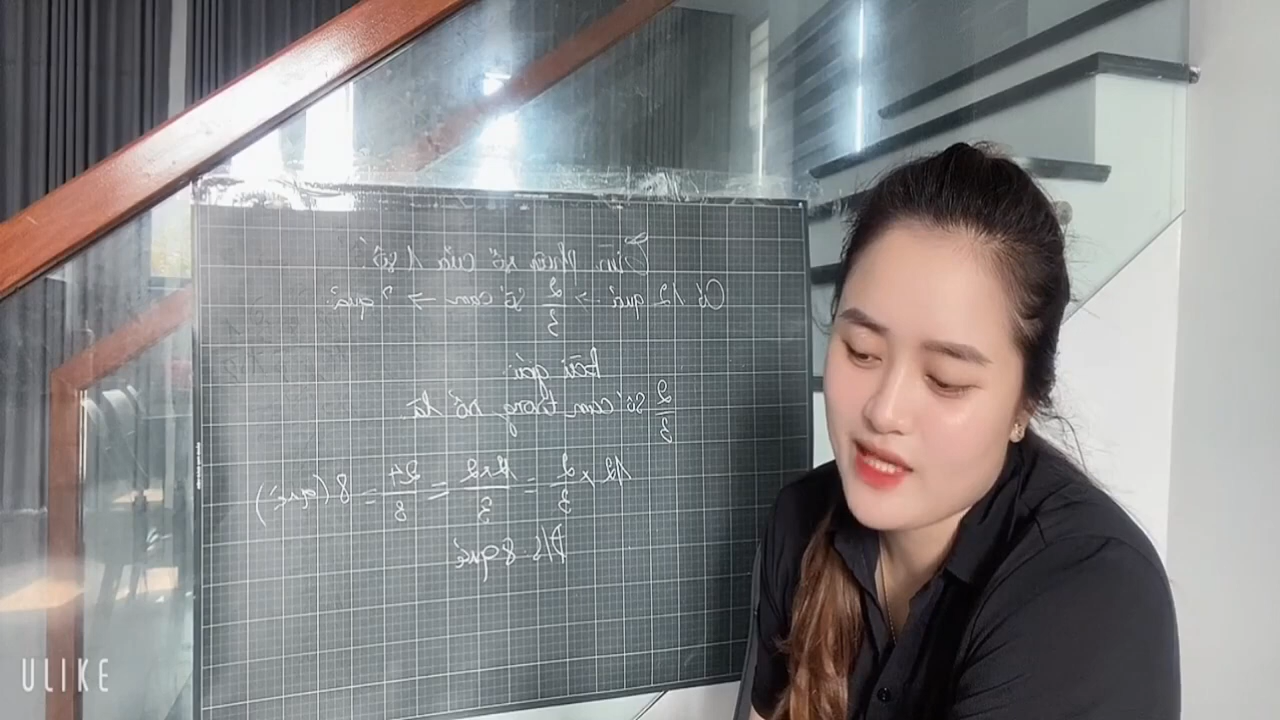 Tìm phân số của 1 số:
Có 12 quả → 2/3 số cam → ? quả
Bài giải:
2/3 số cam trong rổ là
12 x 2/3 = 12x2/3 = 24/3 = 8 (quả)
Đ/S: 8 quả
ULIKE